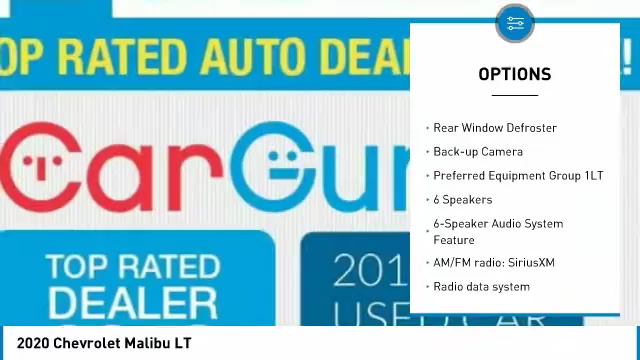 OP RATED AUTO DEAL
!
CarGur
TOP RATED
DEALER
201
USED CAR
OPTIONS
Rear Window Defroster
Back-up Camera
Preferred Equipment Group 1LT
6 Speakers
6-Speaker Audio System
Feature
AM/FM radio: SiriusXM
Radio data system
2020 Chevrolet Malibu LT